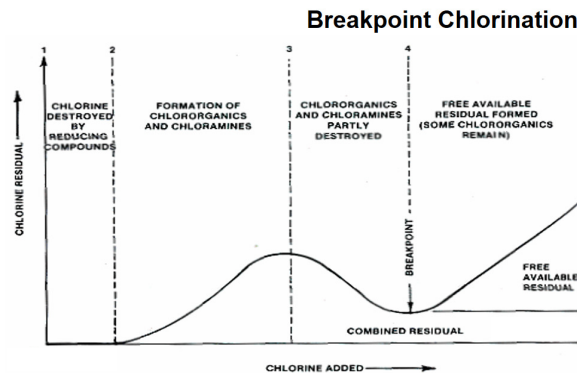 Breakpoint Chlorination
1
2
3
4
CHLORINE
DESTROYED
BY
REDUCING
COMPOUNDS
FORMATION OF
CHLORORGANICS
AND CHLORAMINES
CHLORORGANICS
AND CHLORAMINES
PARTLY
DESTROYED
FREE AVAILABLE
RESIDUAL FORMED
(SOME CHLORORGANICS
REMAIN)
CHLORINE RESIDUAL
BREAKPOINT
FREE
AVAILABLE
RESIDUAL
COMBINED RESIDUAL
CHLORINE ADDED